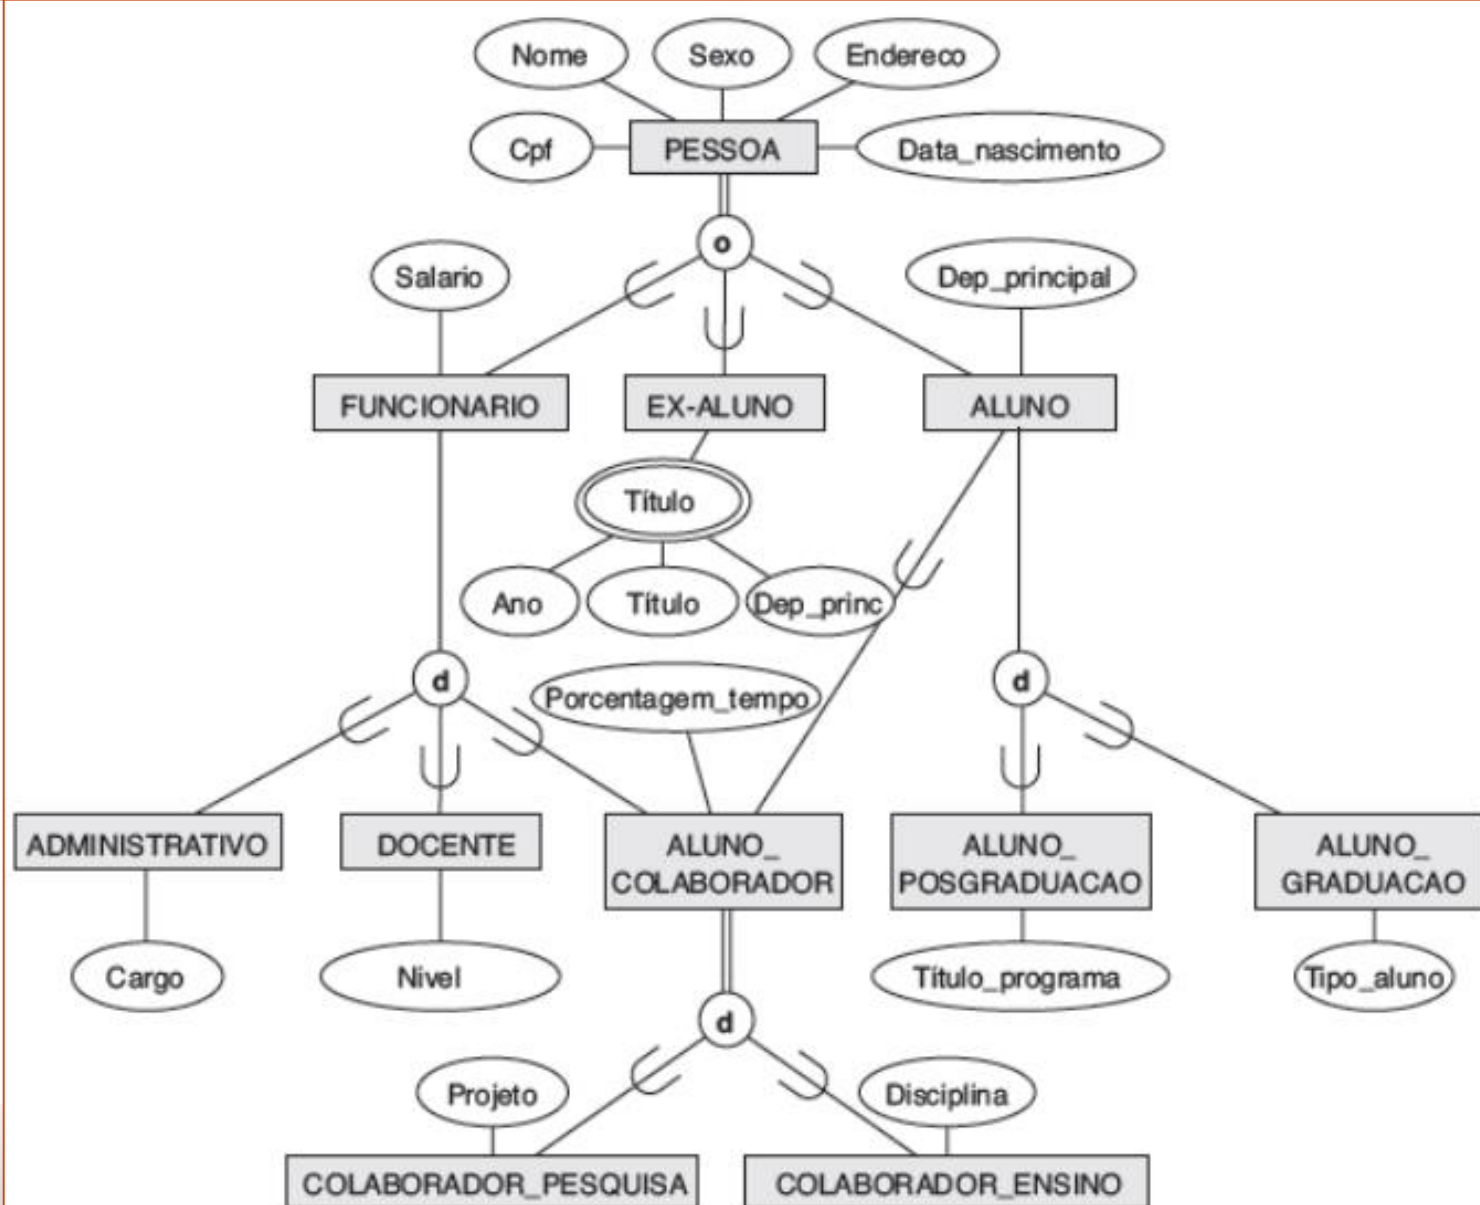 Nome
Sexo
Endereco
Cpf
PESSOA
Data_nascimento
o
Salario
Dep_principal
FUNCIONARIO
EX-ALUNO
ALUNO
Título
Ano
Título
Dep_princ
d
Porcentagem_tempo
d
ADMINISTRATIVO
DOCENTE
ALUNO_
COLABORADOR
ALUNO_
POSGRADUACAO
ALUNO_
GRADUACAO
Cargo
Nivel
Título_programa
Tipo_aluno
d
Projeto
Disciplina
COLABORADOR_PESQUISA
COLABORADOR_ENSINO